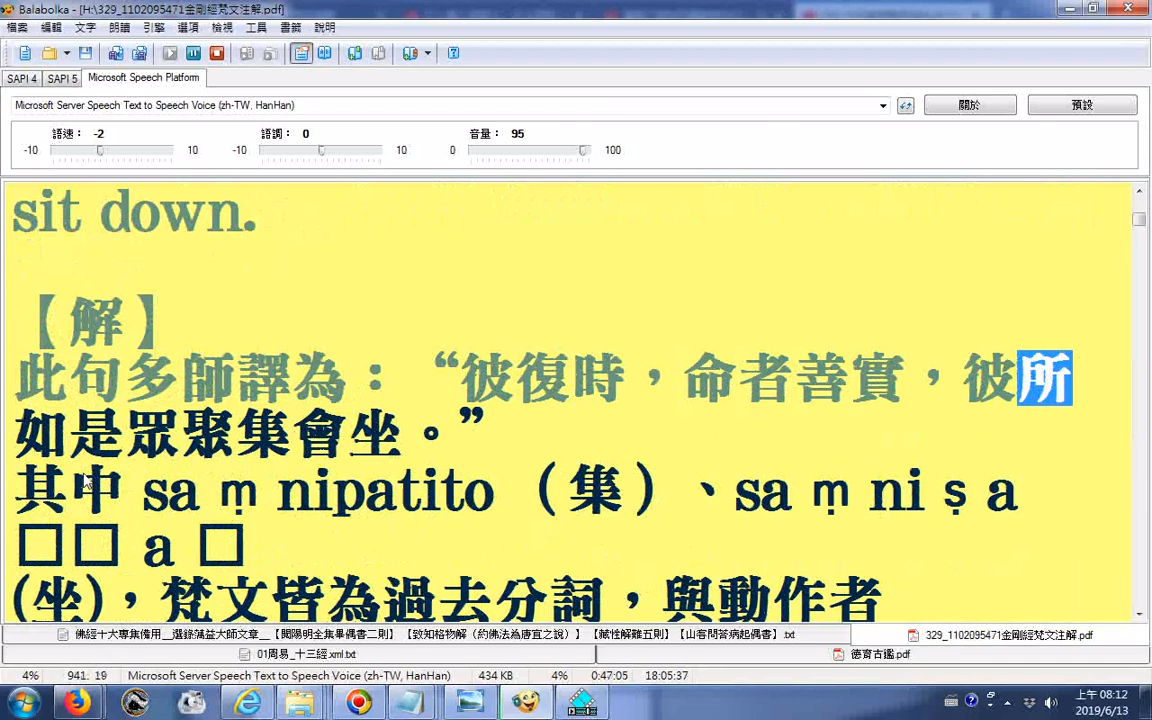 Balabolka - [H:\329_1102095471金剛經梵文注解.pdf]
檔案 編輯 文字 朗讀 引擎 選項 檢視 工具 書籤 說明
SAPI 4 SAPI 5 Microsoft Speech Platform
Microsoft Server Speech Text to Speech Voice (zh-TW, HanHan) 關於 預設
語速： -2 語調： 0 音量： 95
-10 10 -10 10 0 100
sit down.
【解】
此句多師譯為：“彼復時，命者善實，彼所
如是眾聚集會坐。”
其中 sa ṃ nipatito （集）、sa ṃ ni ṣ a
□□ a □
(坐)，梵文皆為過去分詞，與動作者
佛經十大專集備用__選錄蕅益大師文章__【閱陽明全集畢偶書二則】【致知格物解（約佛法為唐宜之說）】【藏性解難五則】【山客問答病起偶書】.txt 329_1102095471金剛經梵文注解.pdf
01周易_十三經.xml.txt 德育古鑑.pdf
4% 941. 19 Microsoft Server Speech Text to Speech Voice (zh-TW, HanHan) 434 KB 4% 0:47:05 18:05:37
上午 08:12
2019/6/13